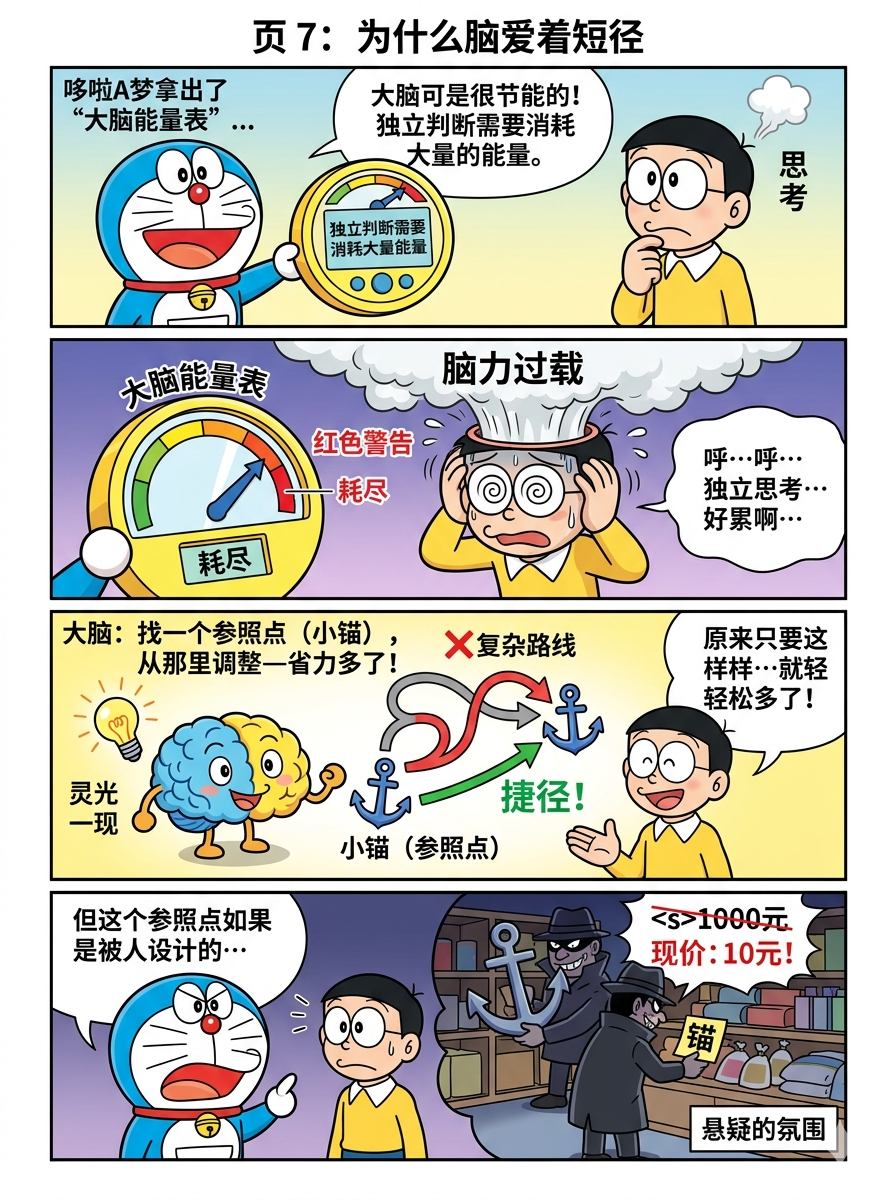 页 7：为什么脑爱着短径
哆啦A梦拿出了
“大脑能量表”…
大脑可是很节能的！
独立判断需要消耗
大量的能量。
独立判断需要
消耗大量能量
思考
大脑能量表
红色警告
耗尽
耗尽
脑力过载
呼…呼…
独立思考…
好累啊…
大脑：找一个参照点（小锚），
从那里调整—省力多了！
灵光
一现
❌复杂路线
捷径！
小锚（参照点）
原来只要这
样样…就轻
轻松多了！
但这个参照点如果
是被人设计的…
<s>1000元
现价：10元！
锚
悬疑的氛围